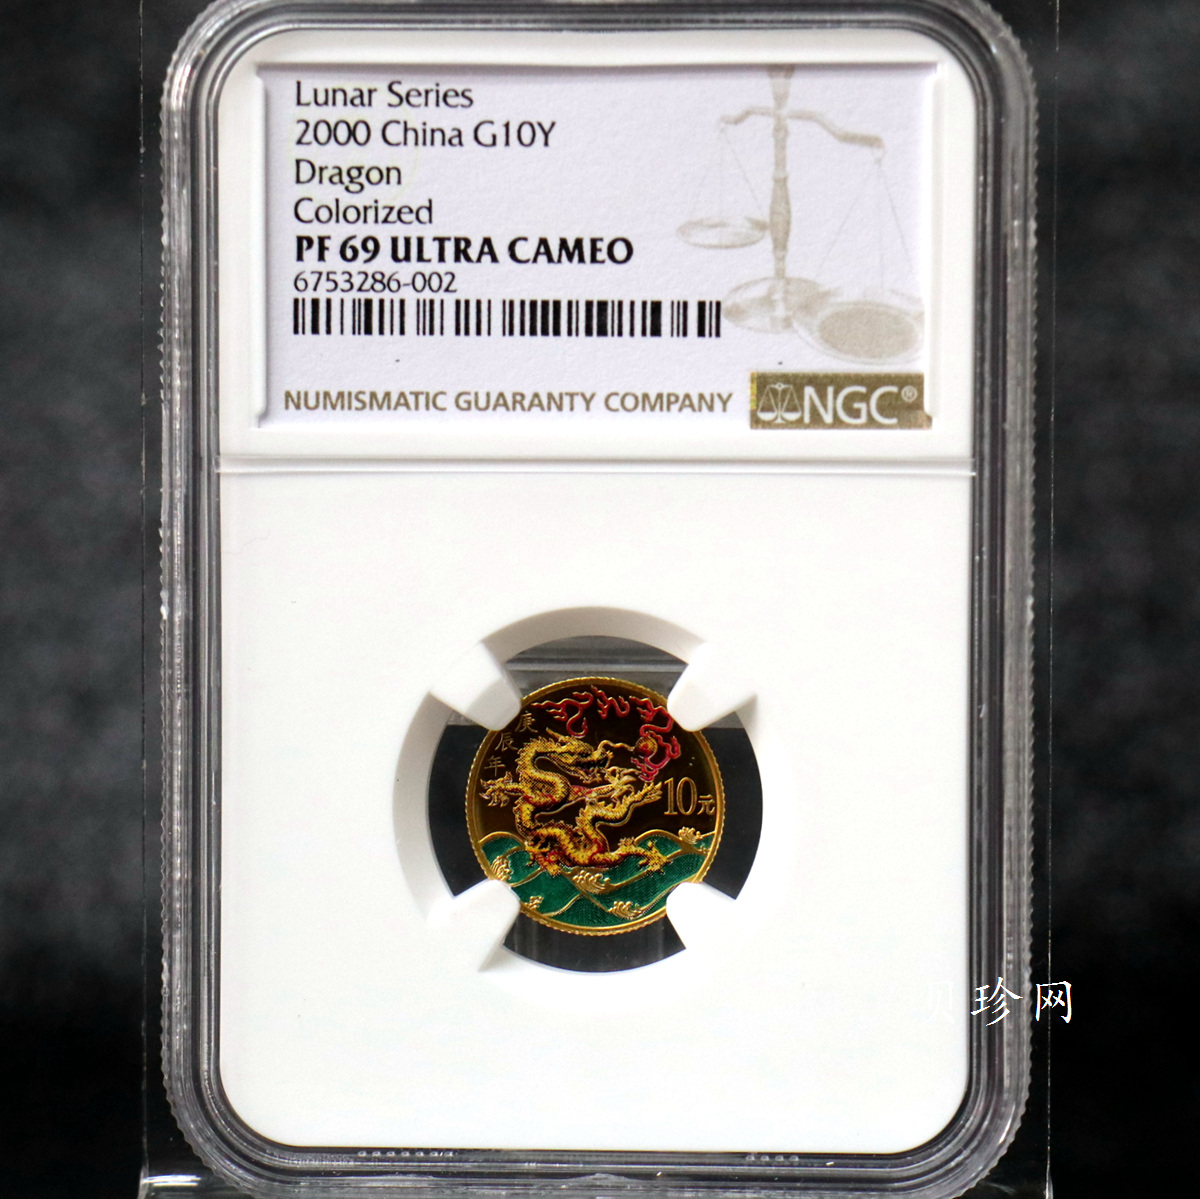 Lunar Series
2000 China G10Y
Dragon
Colorized
PF 69 ULTRA CAMEO
6753286-002
NUMISMATIC GUARANTY COMPANY
NGC®
庚辰年
10元
贝珍网